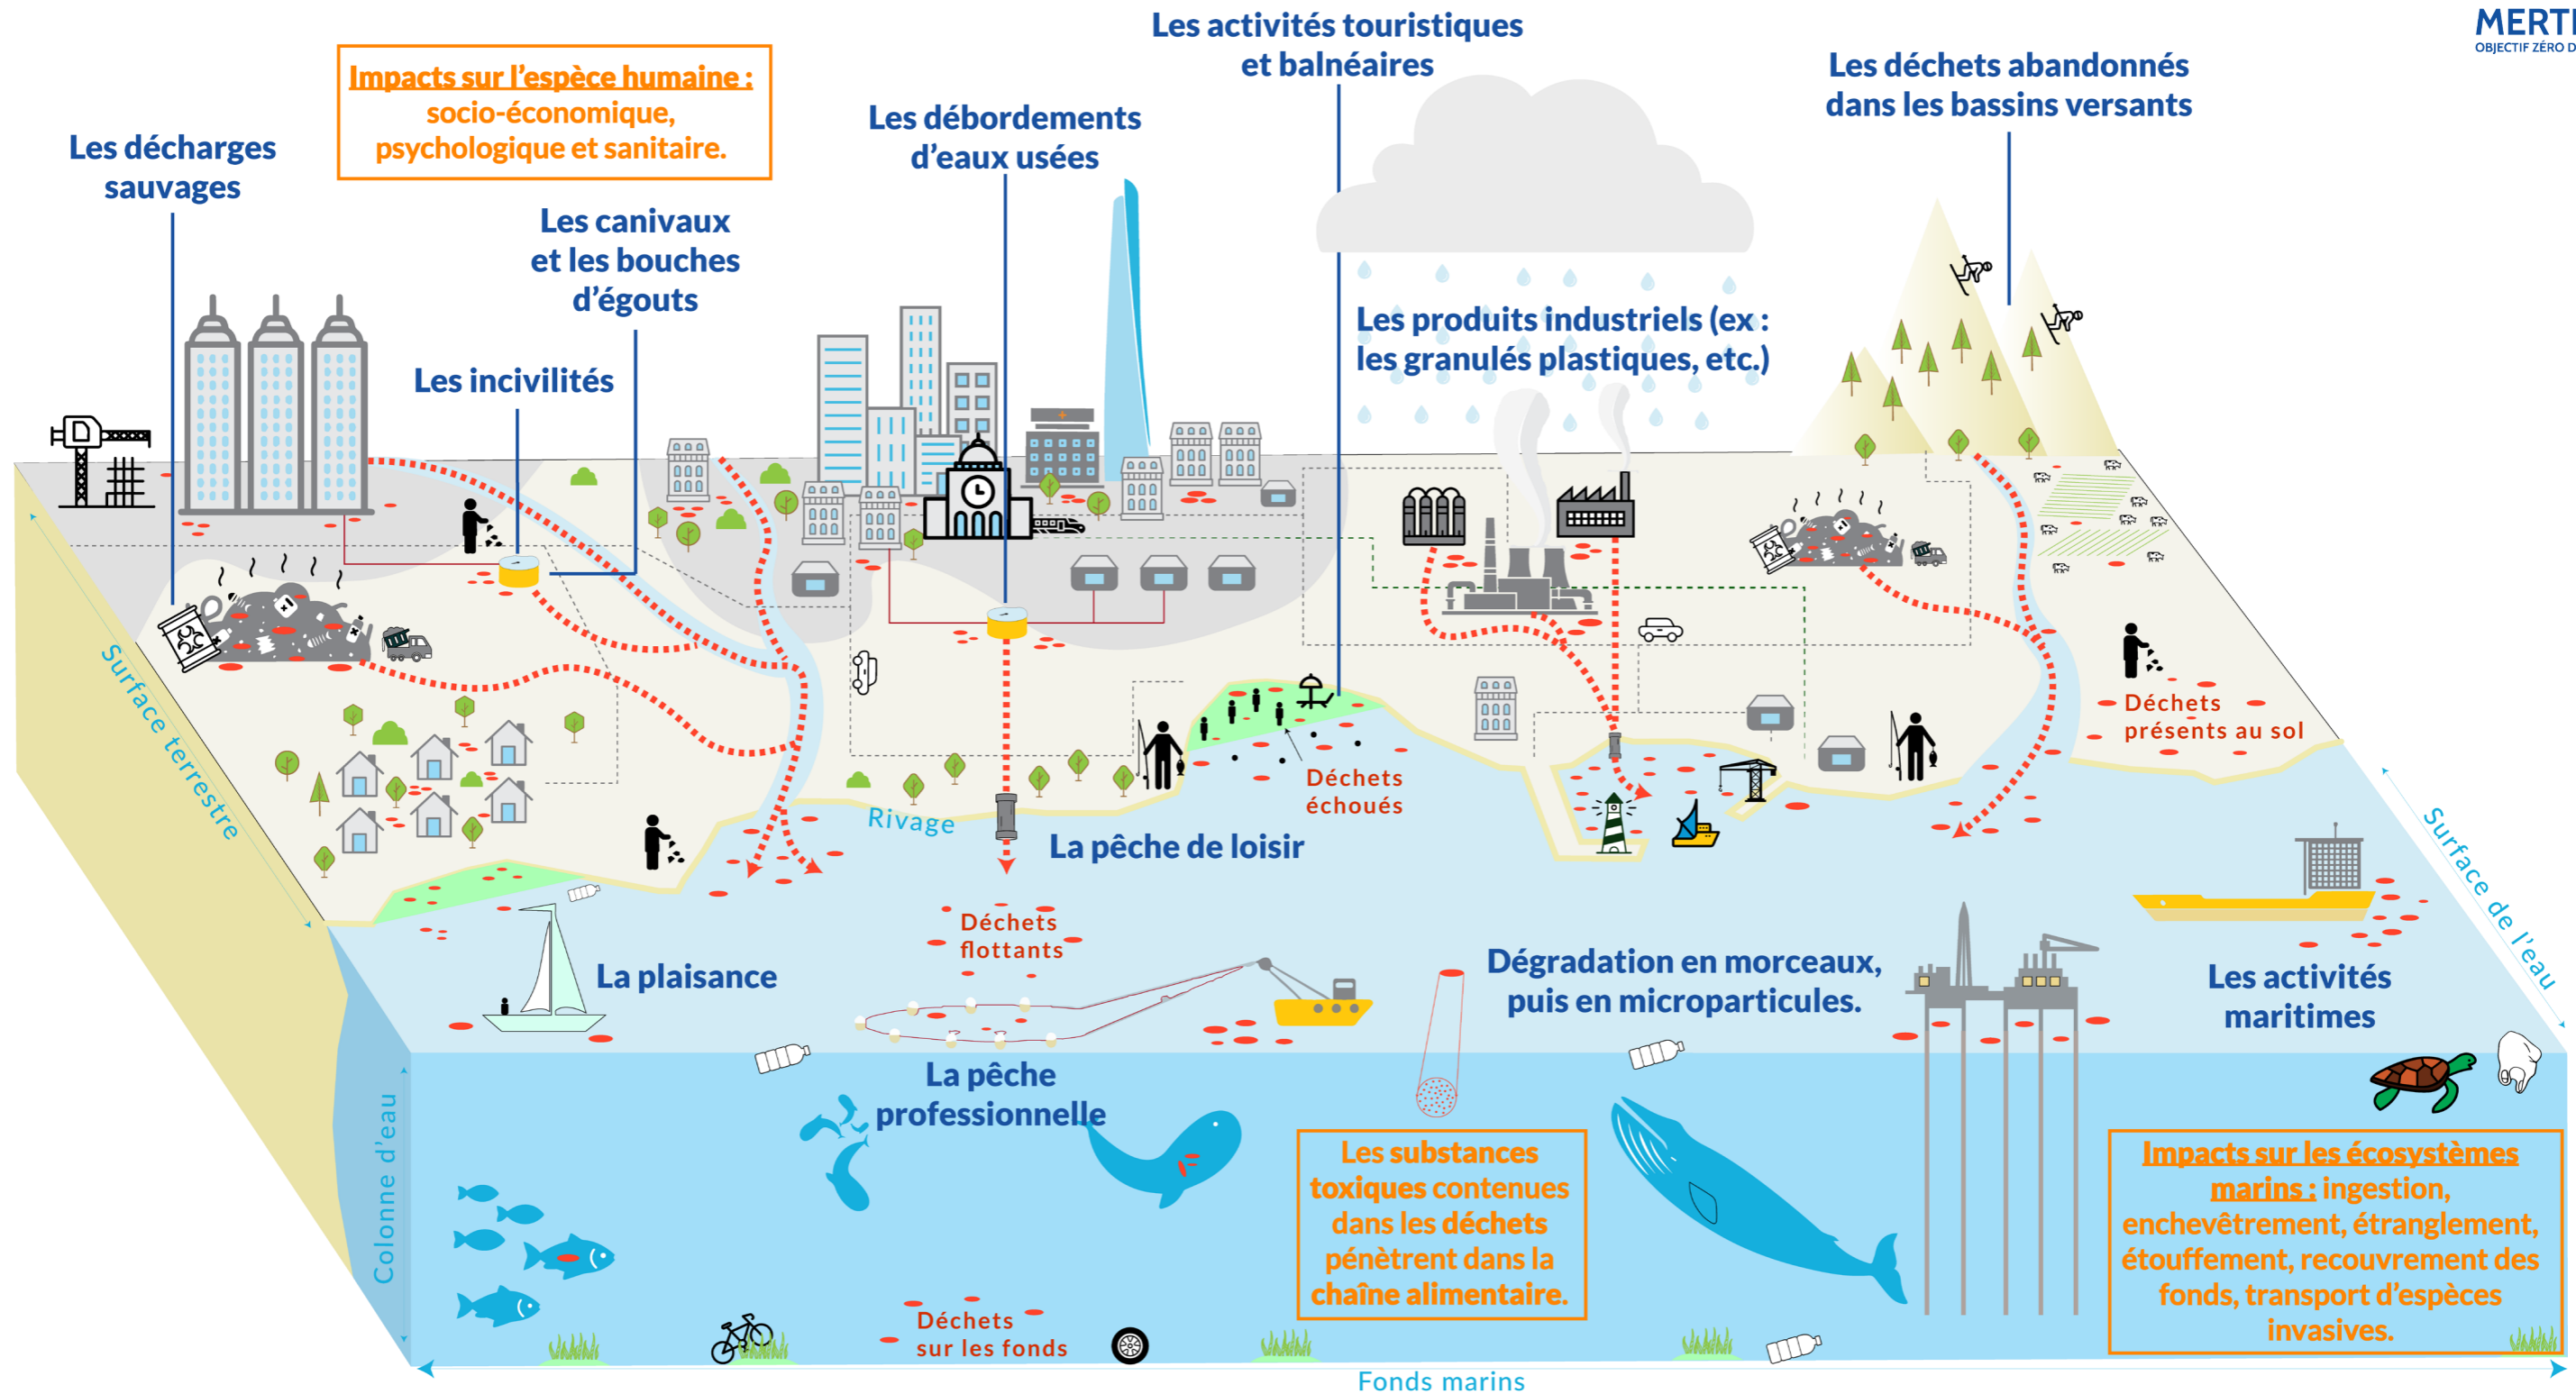 MERTE
OBJECTIF ZÉRO D
Les activités touristiques
et balnéaires
Les déchets abandonnés
dans les bassins versants
Impacts sur l'espèce humaine :
socio-économique,
psychologique et sanitaire.
Les débordements
d'eaux usées
Les décharges
sauvages
Les canivaux
et les bouches
d'égouts
Les produits industriels (ex :
les granulés plastiques, etc.)
Les incivilités
Surface terrestre
Déchets
présents au sol
Déchets
échoués
Rivage
La pêche de loisir
Surface de l'eau
Déchets
flottants
La plaisance
Dégradation en morceaux,
puis en microparticules.
Les activités
maritimes
La pêche
professionnelle
Colonne d'eau
Les substances
toxiques contenues
dans les déchets
pénètrent dans la
chaîne alimentaire.
Impacts sur les écosystèmes
marins : ingestion,
enchevêtrement, étranglement,
étouffement, recouvrement des
fonds, transport d'espèces
invasives.
Déchets
sur les fonds
Fonds marins